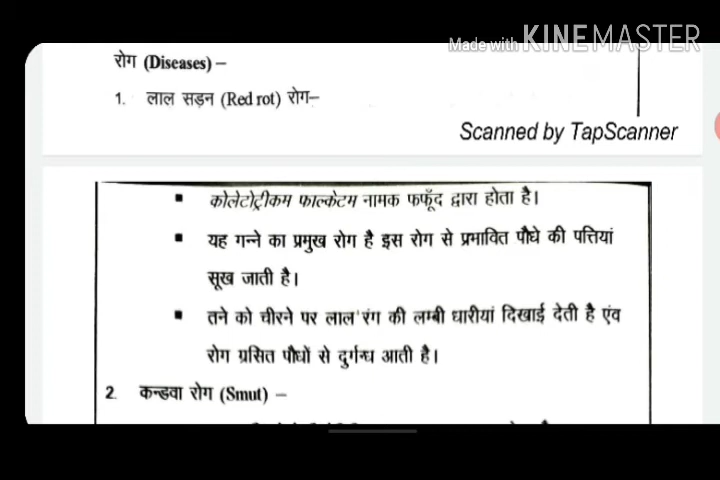 Made with KINEMASTER
रोग (Diseases) –
1. लाल सड़न (Red rot) रोग–
Scanned by TapScanner
▪ कोलेटोट्रीकम फाल्केटम नामक फफूँद द्वारा होता है।
▪ यह गन्ने का प्रमुख रोग है इस रोग से प्रभावित पौधे की पत्तियां
सूख जाती है।
▪ तने को चीरने पर लाल रंग की लम्बी धारीयां दिखाई देती है एंव
रोग ग्रसित पौधों से दुर्गन्ध आती है।
2. कन्डवा रोग (Smut) –